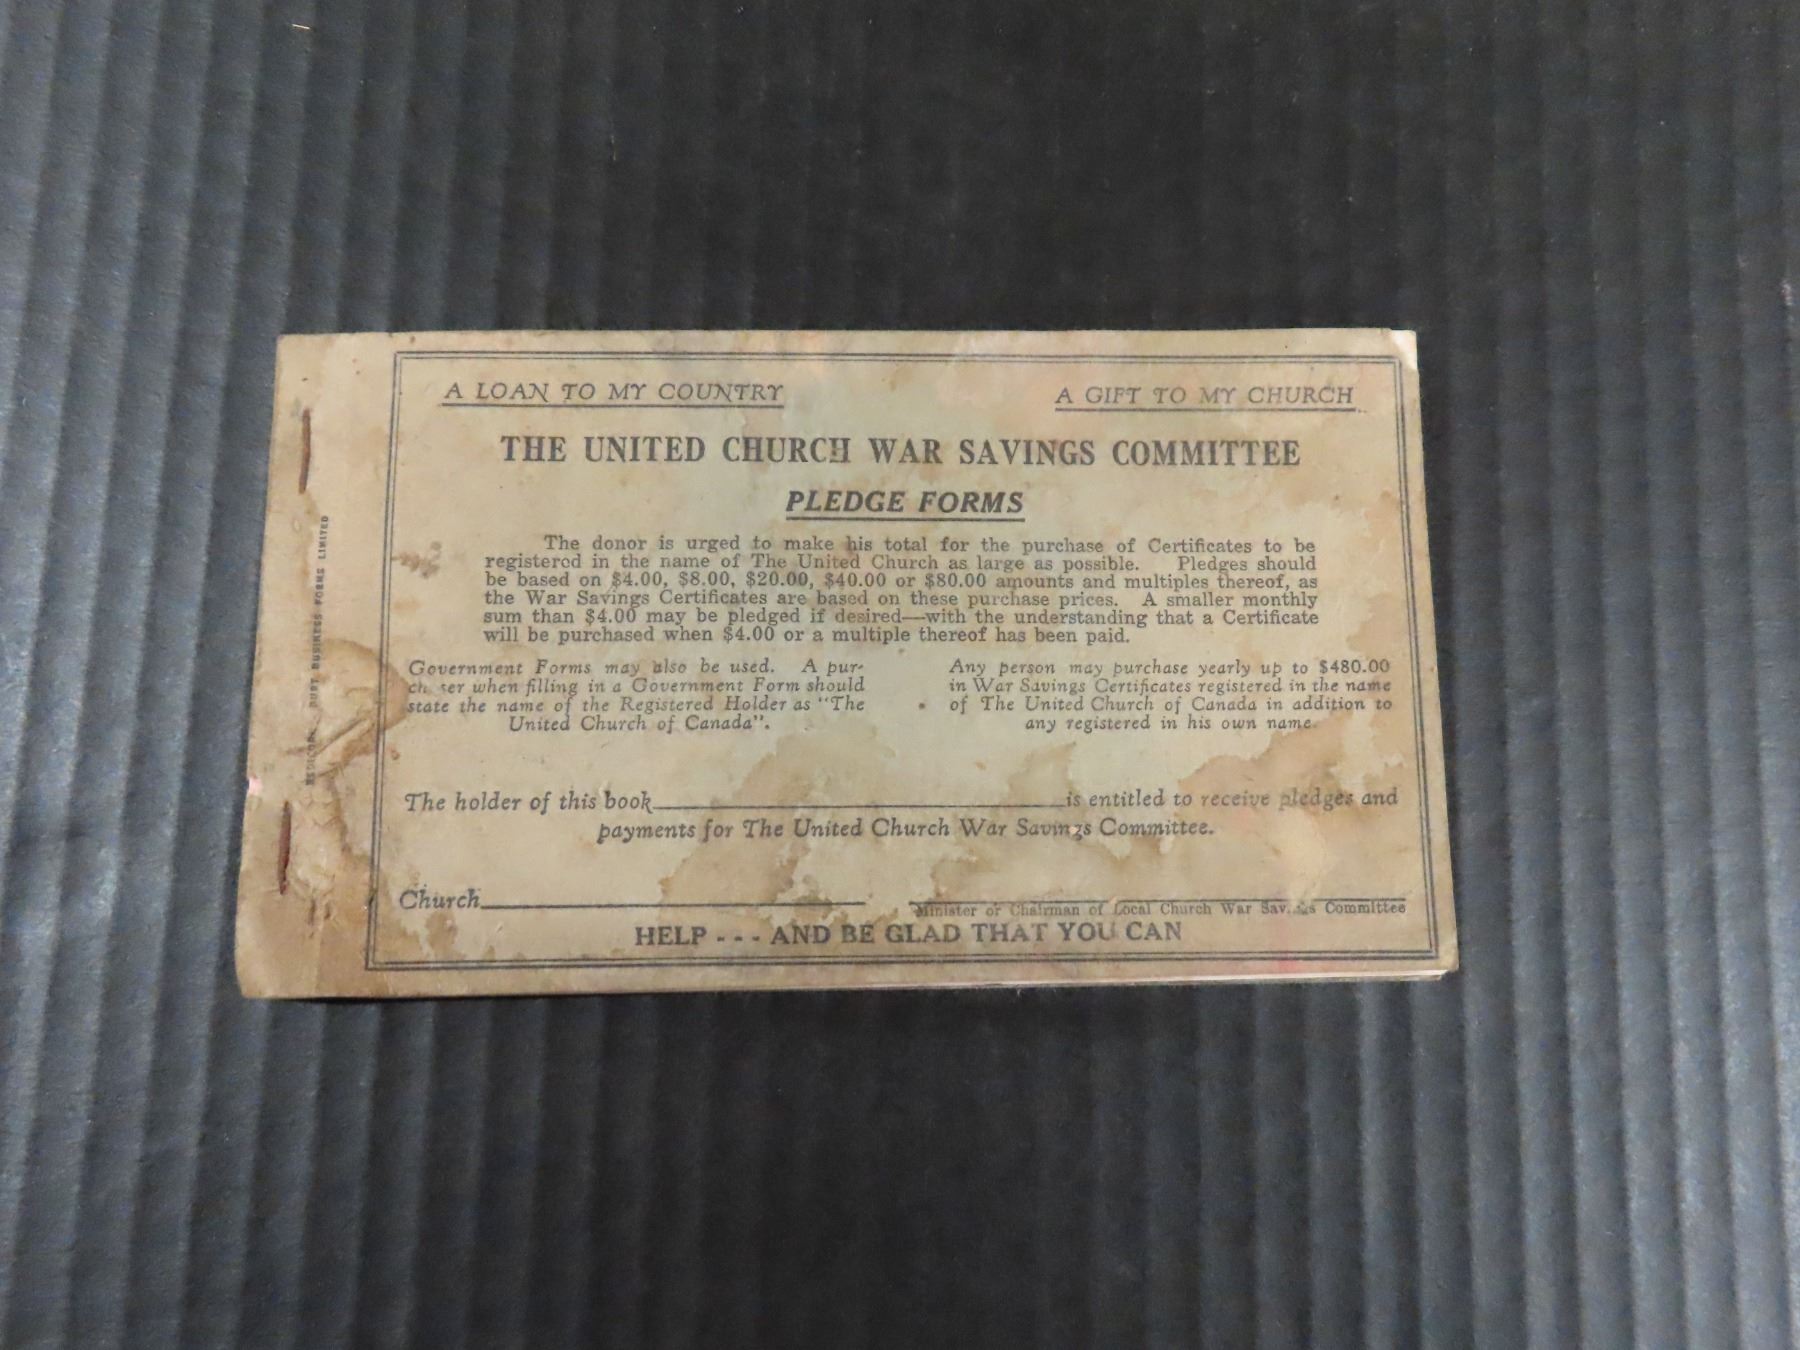 A LOAN TO MY COUNTRY
A GIFT TO MY CHURCH
THE UNITED CHURCH WAR SAVINGS COMMITTEE
PLEDGE FORMS
The donor is urged to make his total for the purchase of Certificates to be
registered in the name of The United Church as large as possible. Pledges should
be based on $4.00, $8.00, $20.00, $40.00 or $80.00 amounts and multiples thereof, as
the War Savings Certificates are based on these purchase prices. A smaller monthly
sum than $4.00 may be pledged if desired—with the understanding that a Certificate
will be purchased when $4.00 or a multiple thereof has been paid.
Government Forms may also be used. A pur-
chaser when filling in a Government Form should
state the name of the Registered Holder as "The
United Church of Canada".
Any person may purchase yearly up to $480.00
in War Savings Certificates registered in the name
of The United Church of Canada in addition to
any registered in his own name.
The holder of this book is entitled to receive pledges and
payments for The United Church War Savings Committee.
Church
Minister or Chairman of Local Church War Savings Committee
HELP - - - AND BE GLAD THAT YOU CAN
BUSINESS FORMS LIMITED